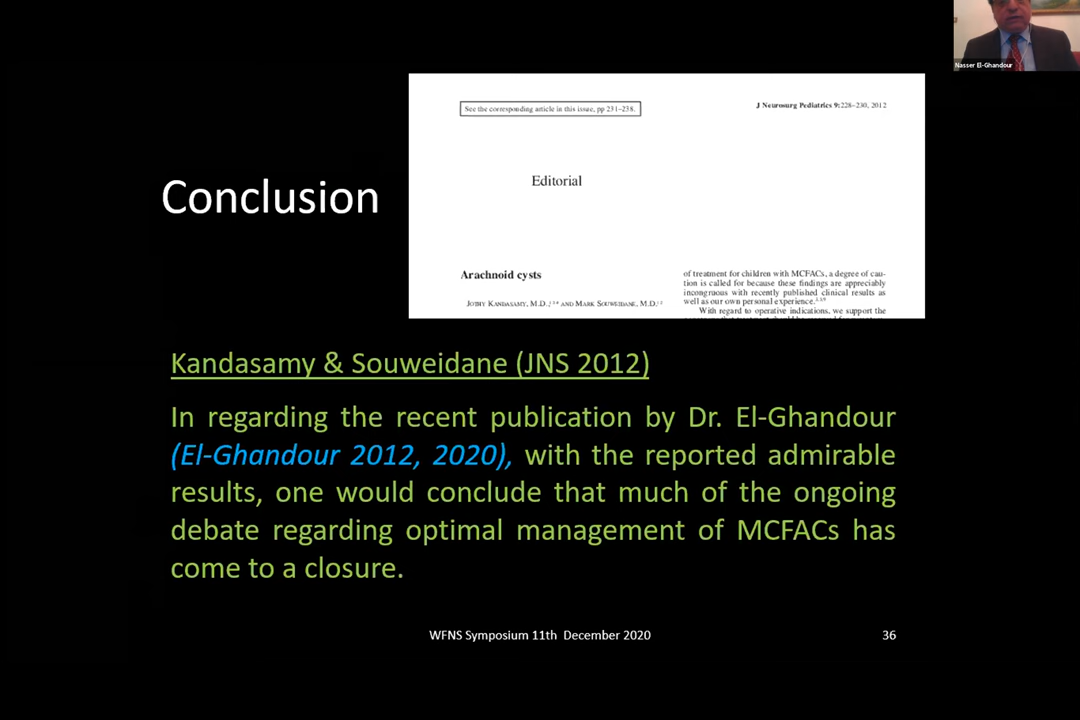 Nasser El-Ghandour
See the corresponding article in this issue, pp 231–238.
J Neurosurg Pediatrics 9:228–230, 2012
Editorial
Conclusion
Arachnoid cysts
JOTHY KANDASAMY, M.D., AND MARK SOUWEIDANE, M.D.
of treatment for children with MCFACs, a degree of cau-
tion is called for because these findings are appreciably
incongruous with recently published clinical results as
well as our own personal experience.
With regard to operative indications, we support the
Kandasamy & Souweidane (JNS 2012)
In regarding the recent publication by Dr. El-Ghandour
(El-Ghandour 2012, 2020), with the reported admirable
results, one would conclude that much of the ongoing
debate regarding optimal management of MCFACs has
come to a closure.
WFNS Symposium 11th December 2020
36